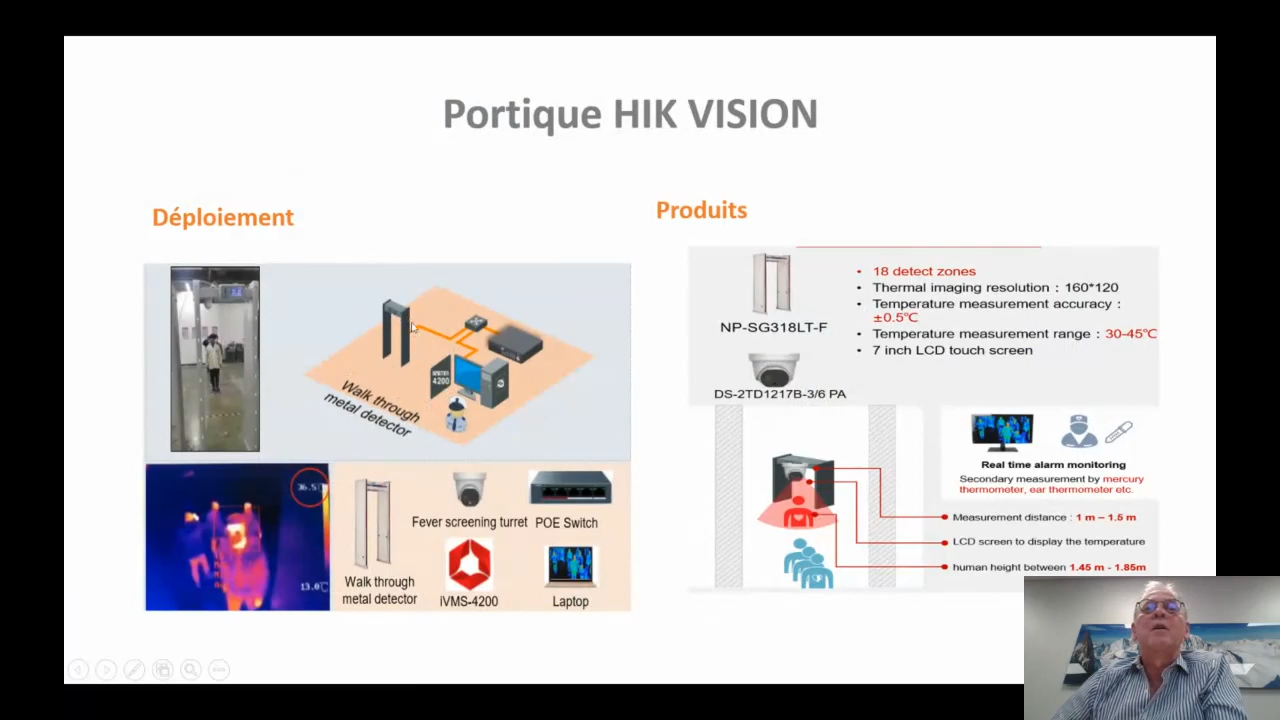 Portique HIK VISION
Déploiement
Walk through
metal detector
4200
36.5
13.0℃
Fever screening turret
POE Switch
Walk through
metal detector
iVMS-4200
Laptop
Produits
NP-SG318LT-F
DS-2TD1217B-3/6 PA
• 18 detect zones
• Thermal imaging resolution : 160*120
• Temperature measurement accuracy :
±0.5℃
• Temperature measurement range : 30-45℃
• 7 inch LCD touch screen
Real time alarm monitoring
Secondary measurement by mercury
thermometer, ear thermometer etc.
Measurement distance : 1 m – 1.5 m
LCD screen to display the temperature
human height between 1.45 m - 1.85m